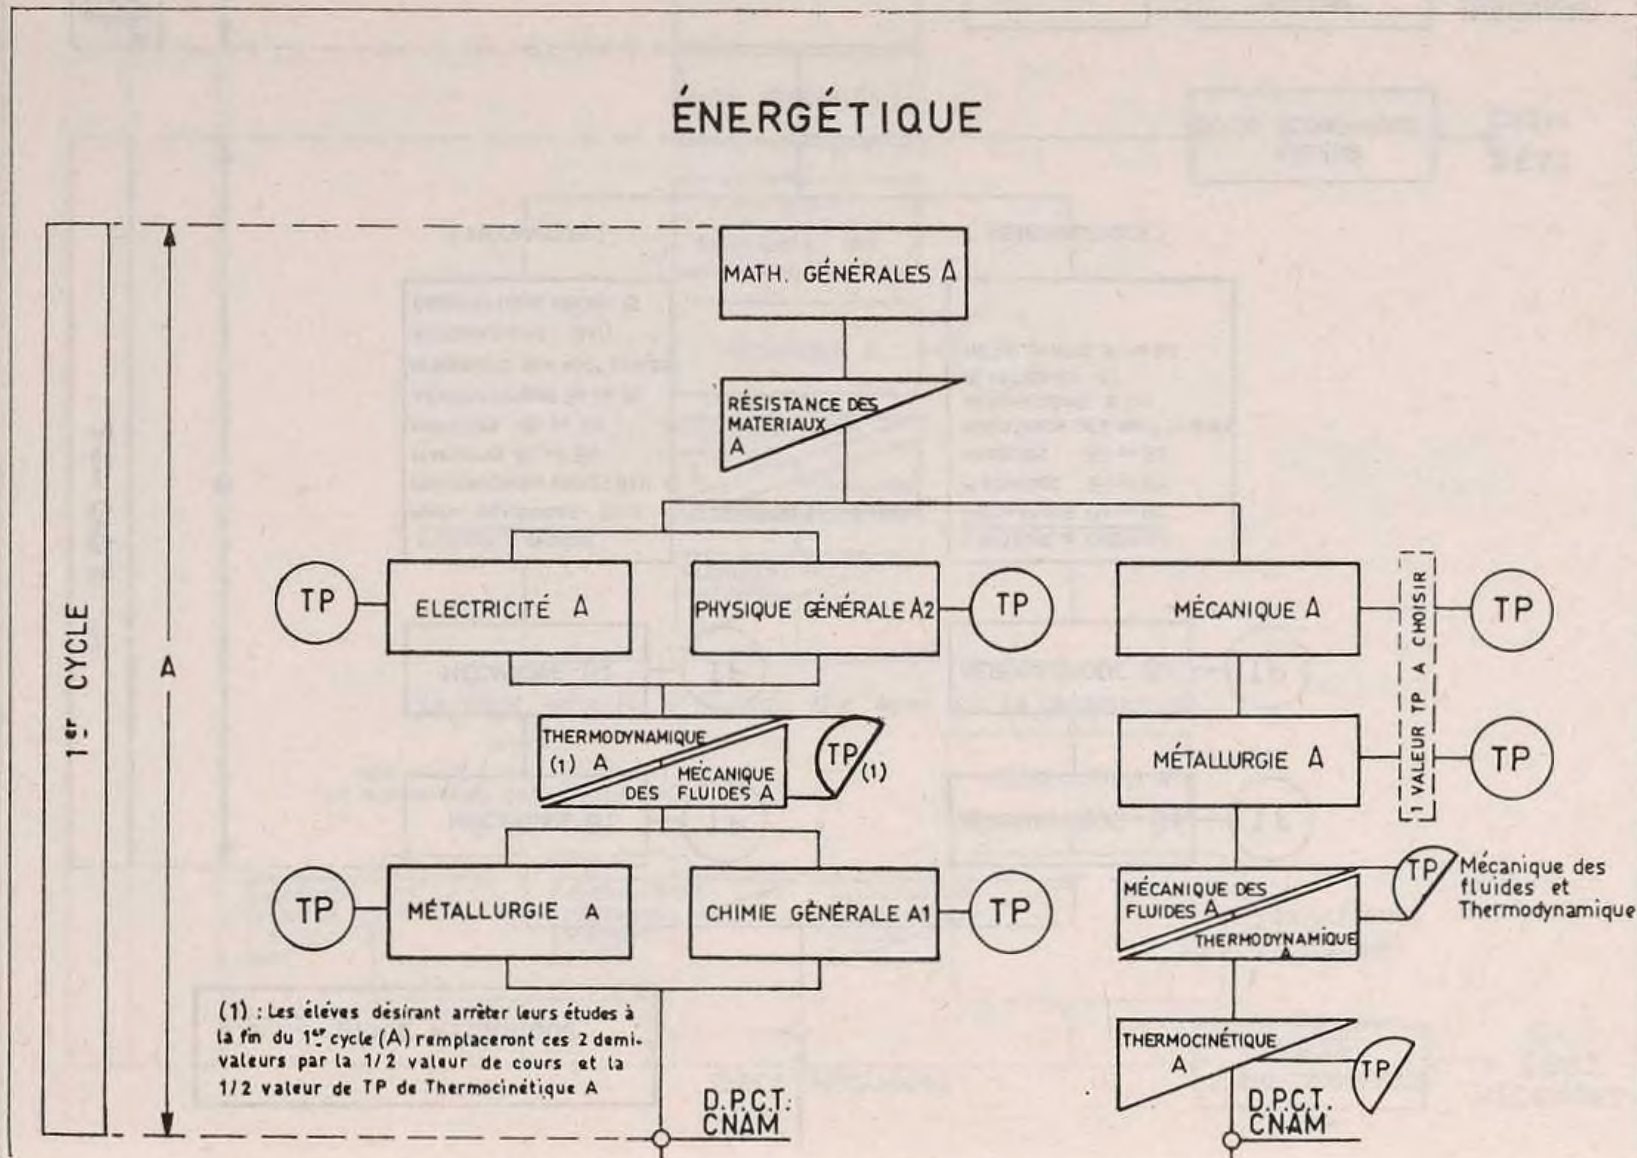 ÉNERGÉTIQUE
1er CYCLE
A
MATH. GÉNÉRALES A
RÉSISTANCE DES
MATERIAUX
A
TP
ELECTRICITÉ A
PHYSIQUE GÉNÉRALE A2
TP
MÉCANIQUE A
1 VALEUR TP A CHOISIR
TP
THERMODYNAMIQUE
(1) A
MÉCANIQUE
DES FLUIDES A
TP
(1)
MÉTALLURGIE A
TP
TP
MÉTALLURGIE A
CHIMIE GÉNÉRALE A1
TP
MÉCANIQUE DES
FLUIDES A
THERMODYNAMIQUE
A
TP
Mécanique des
fluides et
Thermodynamique
(1) : Les élèves désirant arrêter leurs études à
la fin du 1er cycle (A) remplaceront ces 2 demi-
valeurs par la 1/2 valeur de cours et la
1/2 valeur de TP de Thermocinétique A
THERMOCINÉTIQUE
A
TP
D.P.C.T.
CNAM
D.P.C.T.
CNAM